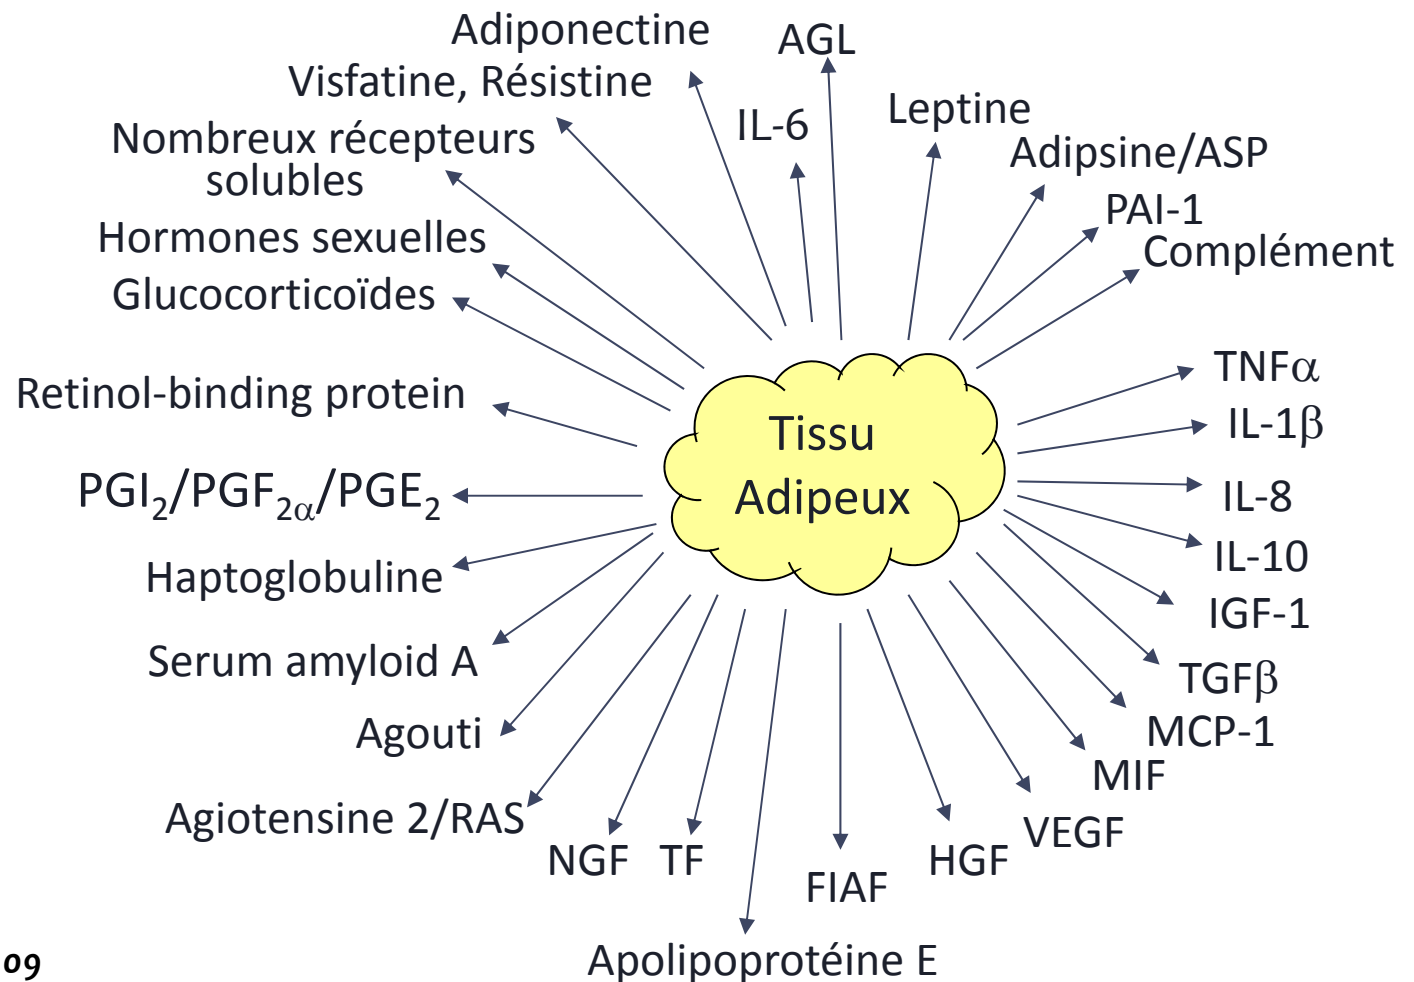 Adiponectine
AGL
Visfatine, Résistine
IL-6
Leptine
Nombreux récepteurs
solubles
Adipsine/ASP
PAI-1
Hormones sexuelles
Complément
Glucocorticoïdes
TNFα
Retinol-binding protein
IL-1β
Tissu
Adipeux
PGI₂/PGF₂α/PGE₂
IL-8
IL-10
Haptoglobuline
IGF-1
Serum amyloid A
TGFβ
Agouti
MCP-1
MIF
Agiotensine 2/RAS
VEGF
NGF
TF
HGF
FIAF
Apolipoprotéine E
09